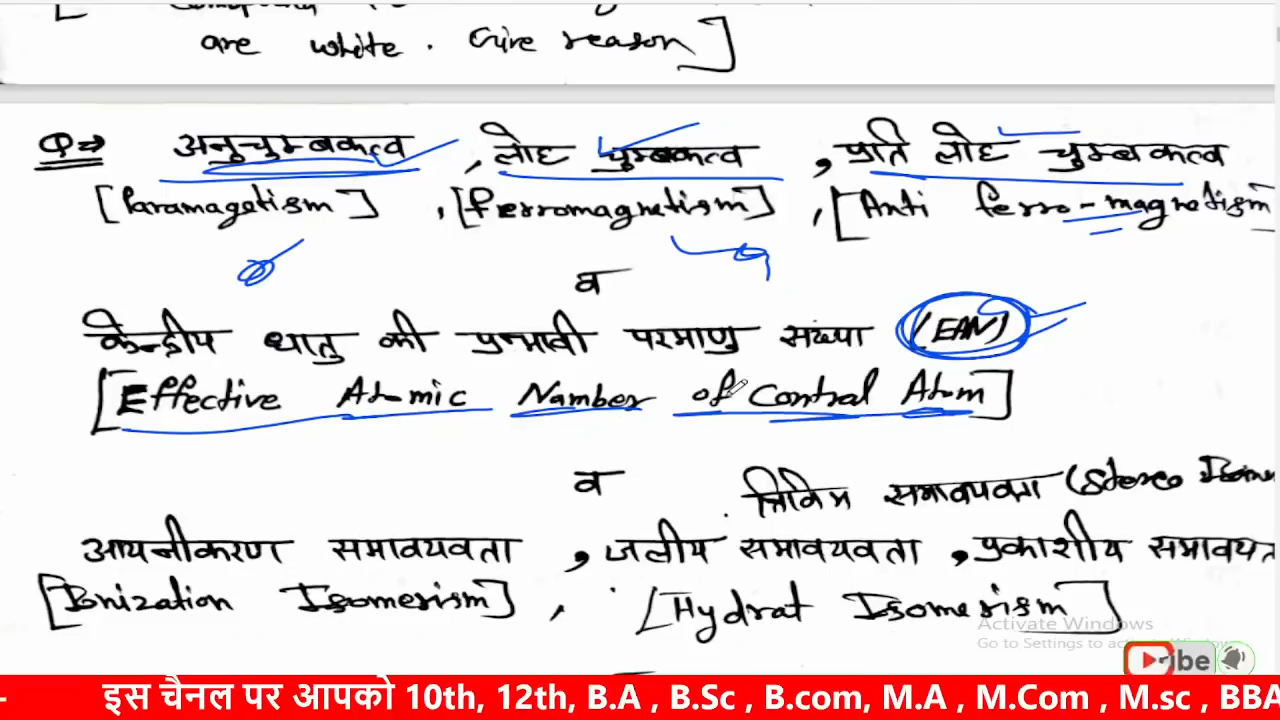 are white. Give reason]
Q⇒ अनुचुम्बकत्व, लोह चुम्बकत्व, प्रति लोह चुम्बकत्व
[Paramagetism], [ferromagnetism], [Anti ferro-magnetism
व
केन्द्रीय धातु की प्रभावी परमाणु संख्या (EAN)
[Effective Atomic Number of Central Atom]
व
त्रिविम समावयवता (Stereo
आयनीकरण समावयवता, जलीय समावयवता, प्रकाशीय
[Ionization Isomerism], [Hydrat Isomerism]
Activate Windows
Go to Settings to
ribe
इस चैनल पर आपको 10th, 12th, B.A , B.Sc , B.com, M.A , M.Com , M.sc , BBA